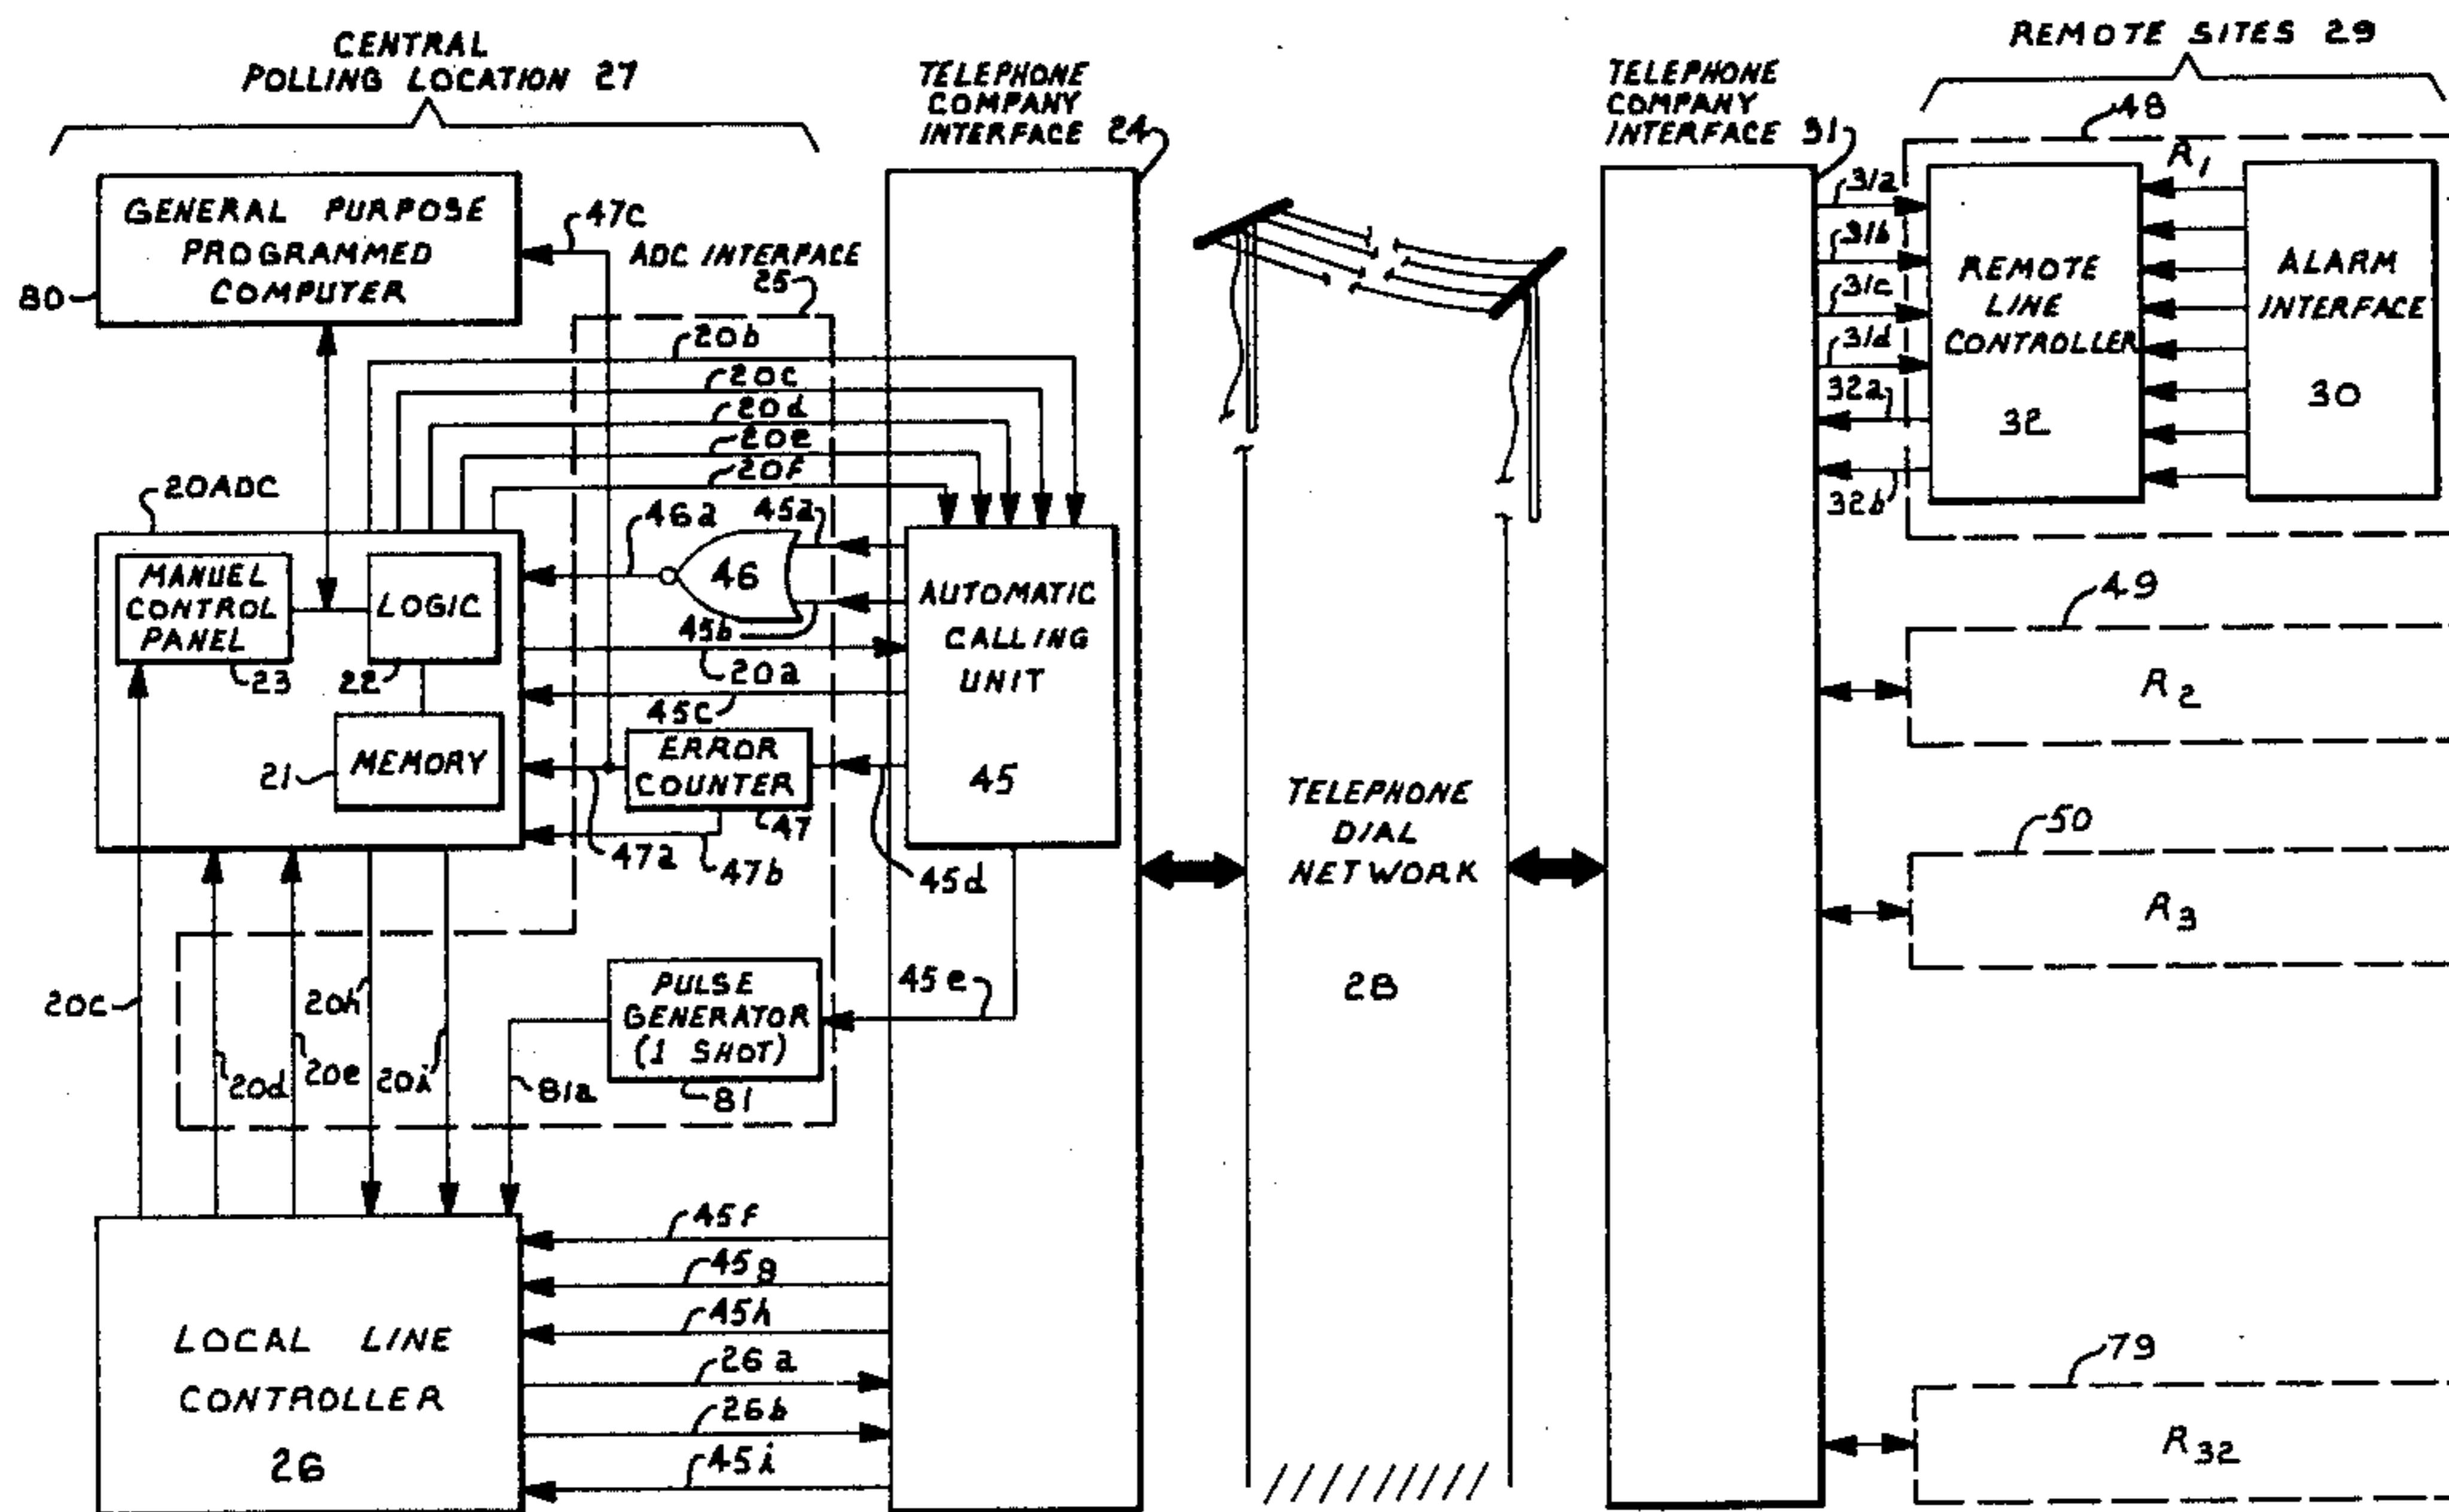 CENTRAL
POLLING LOCATION 27
TELEPHONE
COMPANY
INTERFACE 24
TELEPHONE
COMPANY
INTERFACE 31
REMOTE SITES 29
GENERAL PURPOSE
PROGRAMMED
COMPUTER
80
47c
ADC INTERFACE
25
20b
20c
20d
20e
20f
20ADC
MANUEL
CONTROL
PANEL
23
LOGIC
22
MEMORY
21
46a
46
45a
45b
20a
45c
ERROR
COUNTER
47
47a
47b
45d
AUTOMATIC
CALLING
UNIT
45
45e
PULSE
GENERATOR
(1 SHOT)
81
81a
20c
20d
20e
20h
20i
LOCAL LINE
CONTROLLER
26
45f
45g
45h
26a
26b
45i
TELEPHONE
DIAL
NETWORK
28
48
R1
31a
31b
31c
31d
32a
32b
REMOTE
LINE
CONTROLLER
32
ALARM
INTERFACE
30
49
R2
50
R3
79
R32